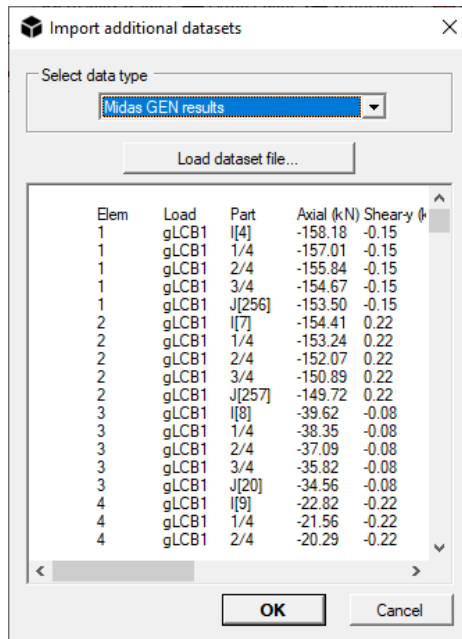 Import additional datasets
Select data type
Midas GEN results
Load dataset file...
Elem Load Part Axial (kN) Shear-y (k
1 gLCB1 I[4] -158.18 -0.15
1 gLCB1 1/4 -157.01 -0.15
1 gLCB1 2/4 -155.84 -0.15
1 gLCB1 3/4 -154.67 -0.15
1 gLCB1 J[256] -153.50 -0.15
2 gLCB1 I[7] -154.41 0.22
2 gLCB1 1/4 -153.24 0.22
2 gLCB1 2/4 -152.07 0.22
2 gLCB1 3/4 -150.89 0.22
2 gLCB1 J[257] -149.72 0.22
3 gLCB1 I[8] -39.62 -0.08
3 gLCB1 1/4 -38.35 -0.08
3 gLCB1 2/4 -37.09 -0.08
3 gLCB1 3/4 -35.82 -0.08
3 gLCB1 J[20] -34.56 -0.08
4 gLCB1 I[9] -22.82 -0.22
4 gLCB1 1/4 -21.56 -0.22
4 gLCB1 2/4 -20.29 -0.22
OK Cancel